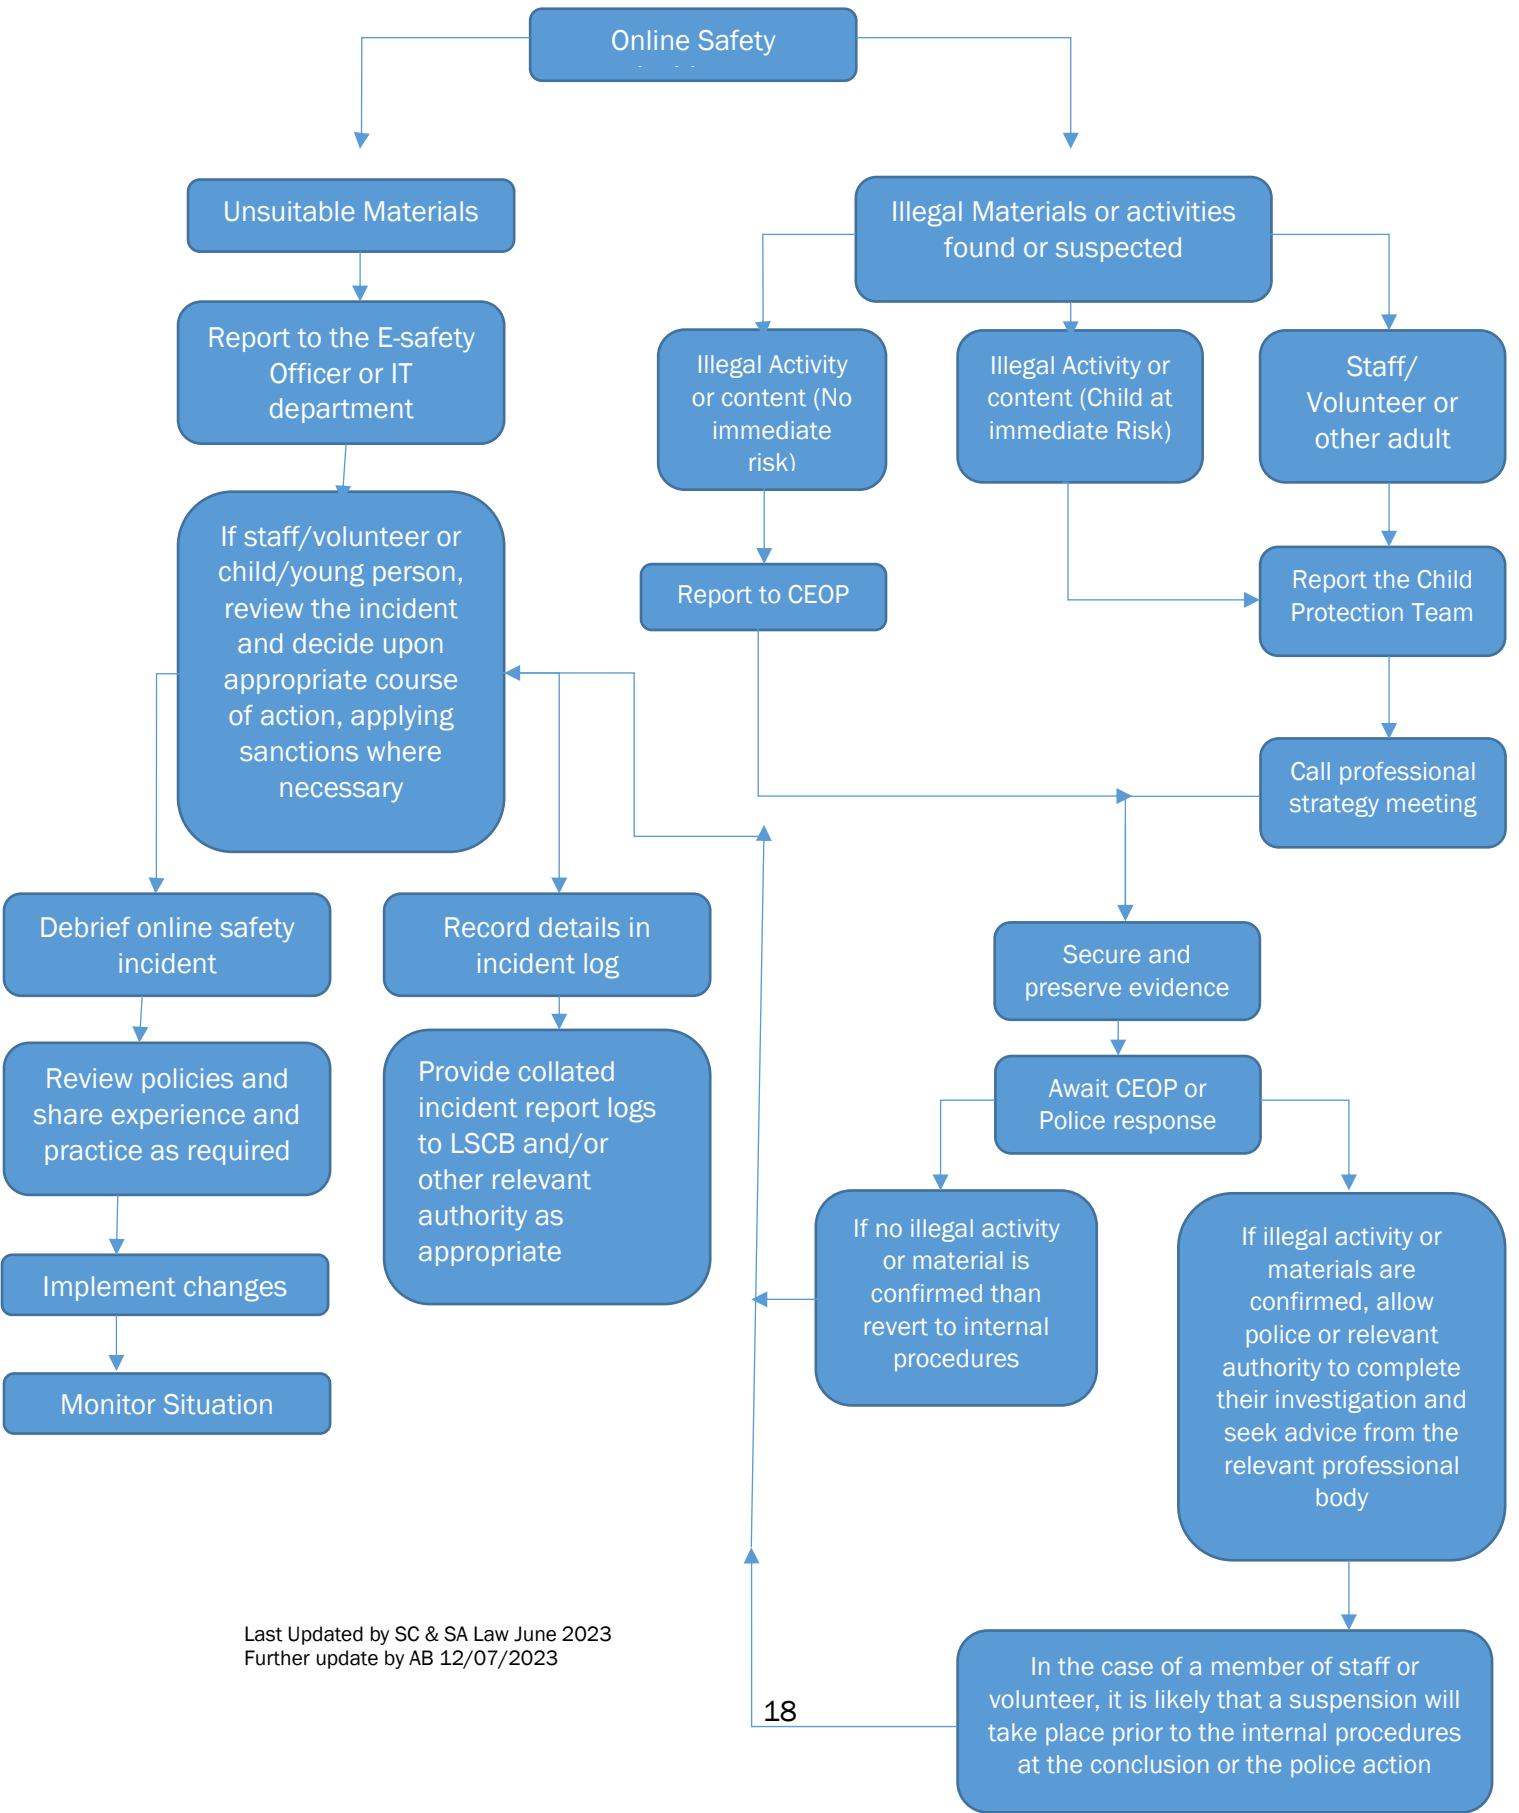 Online Safety
Unsuitable Materials
Illegal Materials or activities
found or suspected
Report to the E-safety
Officer or IT
department
Illegal Activity
or content (No
immediate
risk)
Illegal Activity or
content (Child at
immediate Risk)
Staff/
Volunteer or
other adult
If staff/volunteer or
child/young person,
review the incident
and decide upon
appropriate course
of action, applying
sanctions where
necessary
Report to CEOP
Report the Child
Protection Team
Call professional
strategy meeting
Debrief online safety
incident
Record details in
incident log
Secure and
preserve evidence
Review policies and
share experience and
practice as required
Provide collated
incident report logs
to LSCB and/or
other relevant
authority as
appropriate
Await CEOP or
Police response
If no illegal activity
or material is
confirmed than
revert to internal
procedures
If illegal activity or
materials are
confirmed, allow
police or relevant
authority to complete
their investigation and
seek advice from the
relevant professional
body
Implement changes
Monitor Situation
Last Updated by SC & SA Law June 2023
Further update by AB 12/07/2023
In the case of a member of staff or
volunteer, it is likely that a suspension will
take place prior to the internal procedures
at the conclusion or the police action
18